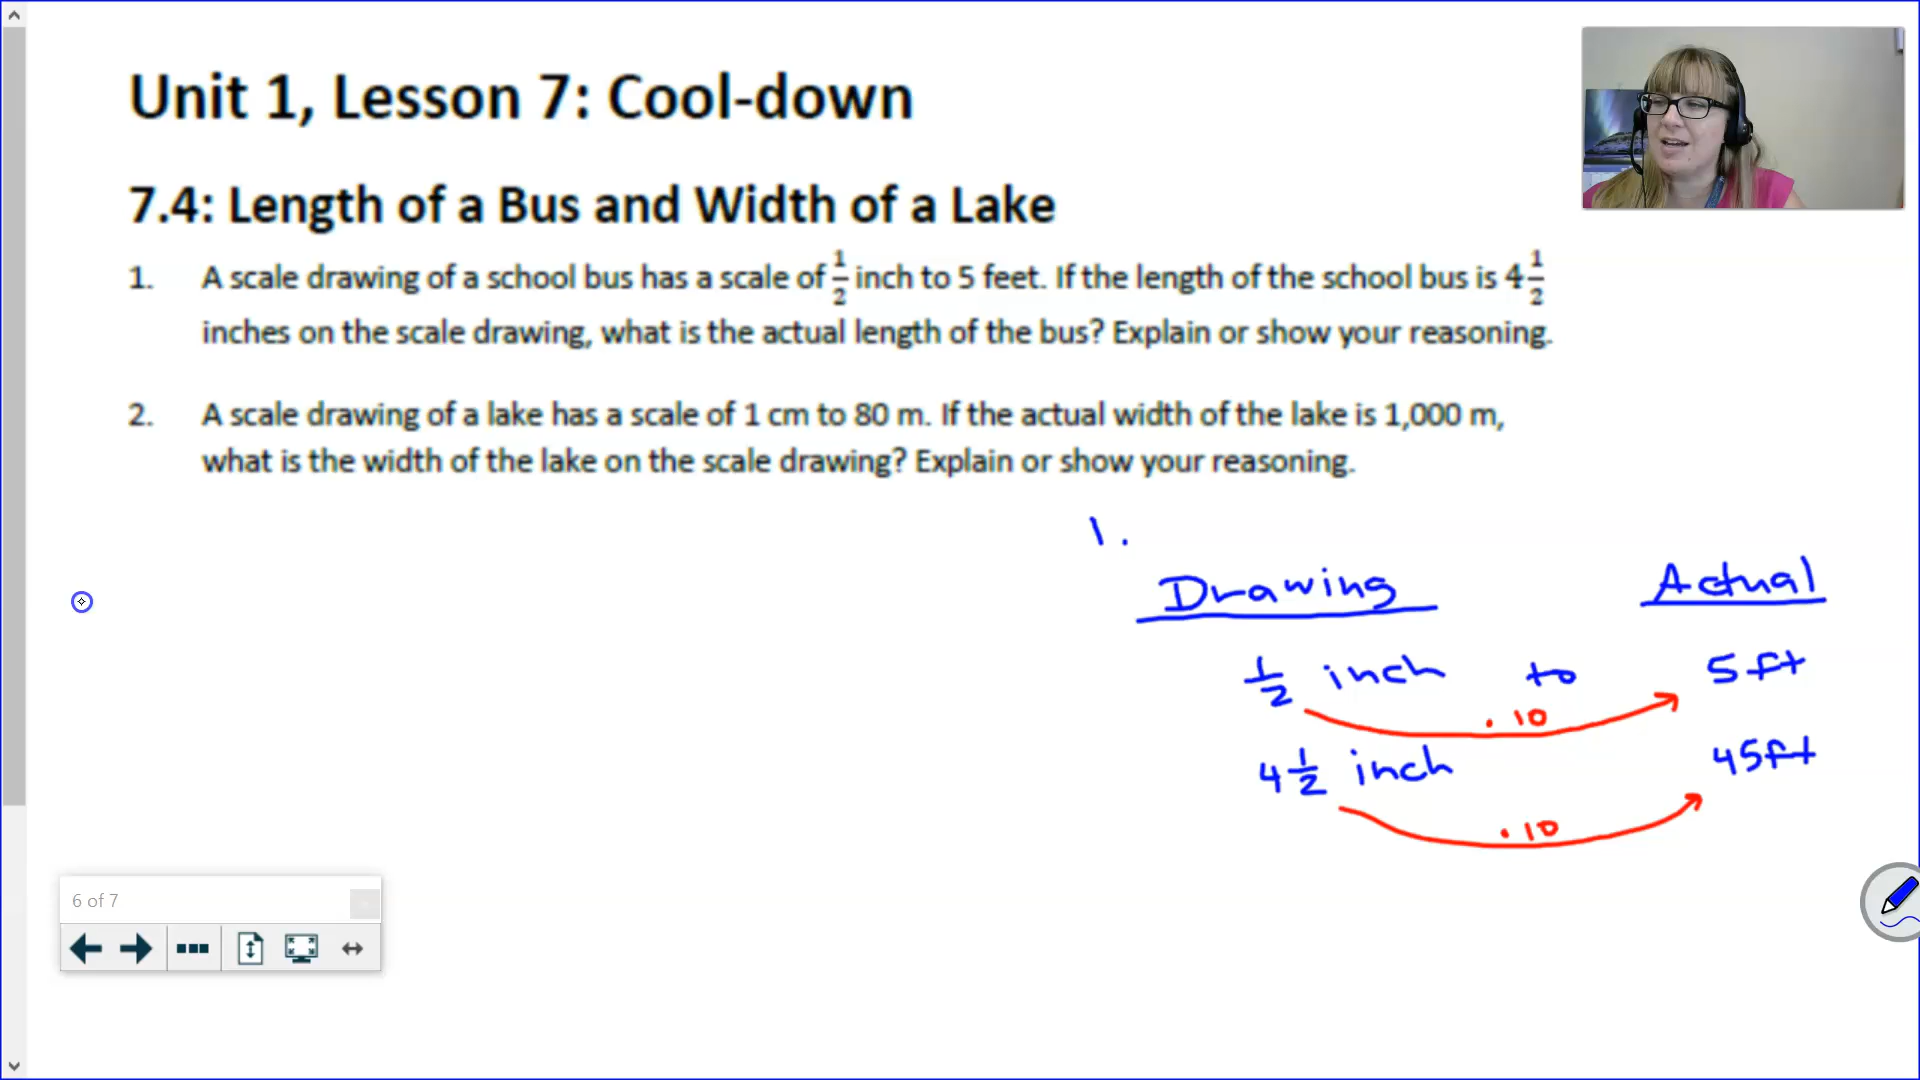 Unit 1, Lesson 7: Cool-down
7.4: Length of a Bus and Width of a Lake
1. A scale drawing of a school bus has a scale of 1/2 inch to 5 feet. If the length of the school bus is 4 1/2
inches on the scale drawing, what is the actual length of the bus? Explain or show your reasoning.
2. A scale drawing of a lake has a scale of 1 cm to 80 m. If the actual width of the lake is 1,000 m,
what is the width of the lake on the scale drawing? Explain or show your reasoning.
1.
Drawing Actual
1/2 inch to 5 ft
· 10
4 1/2 inch 45 ft
· 10
6 of 7